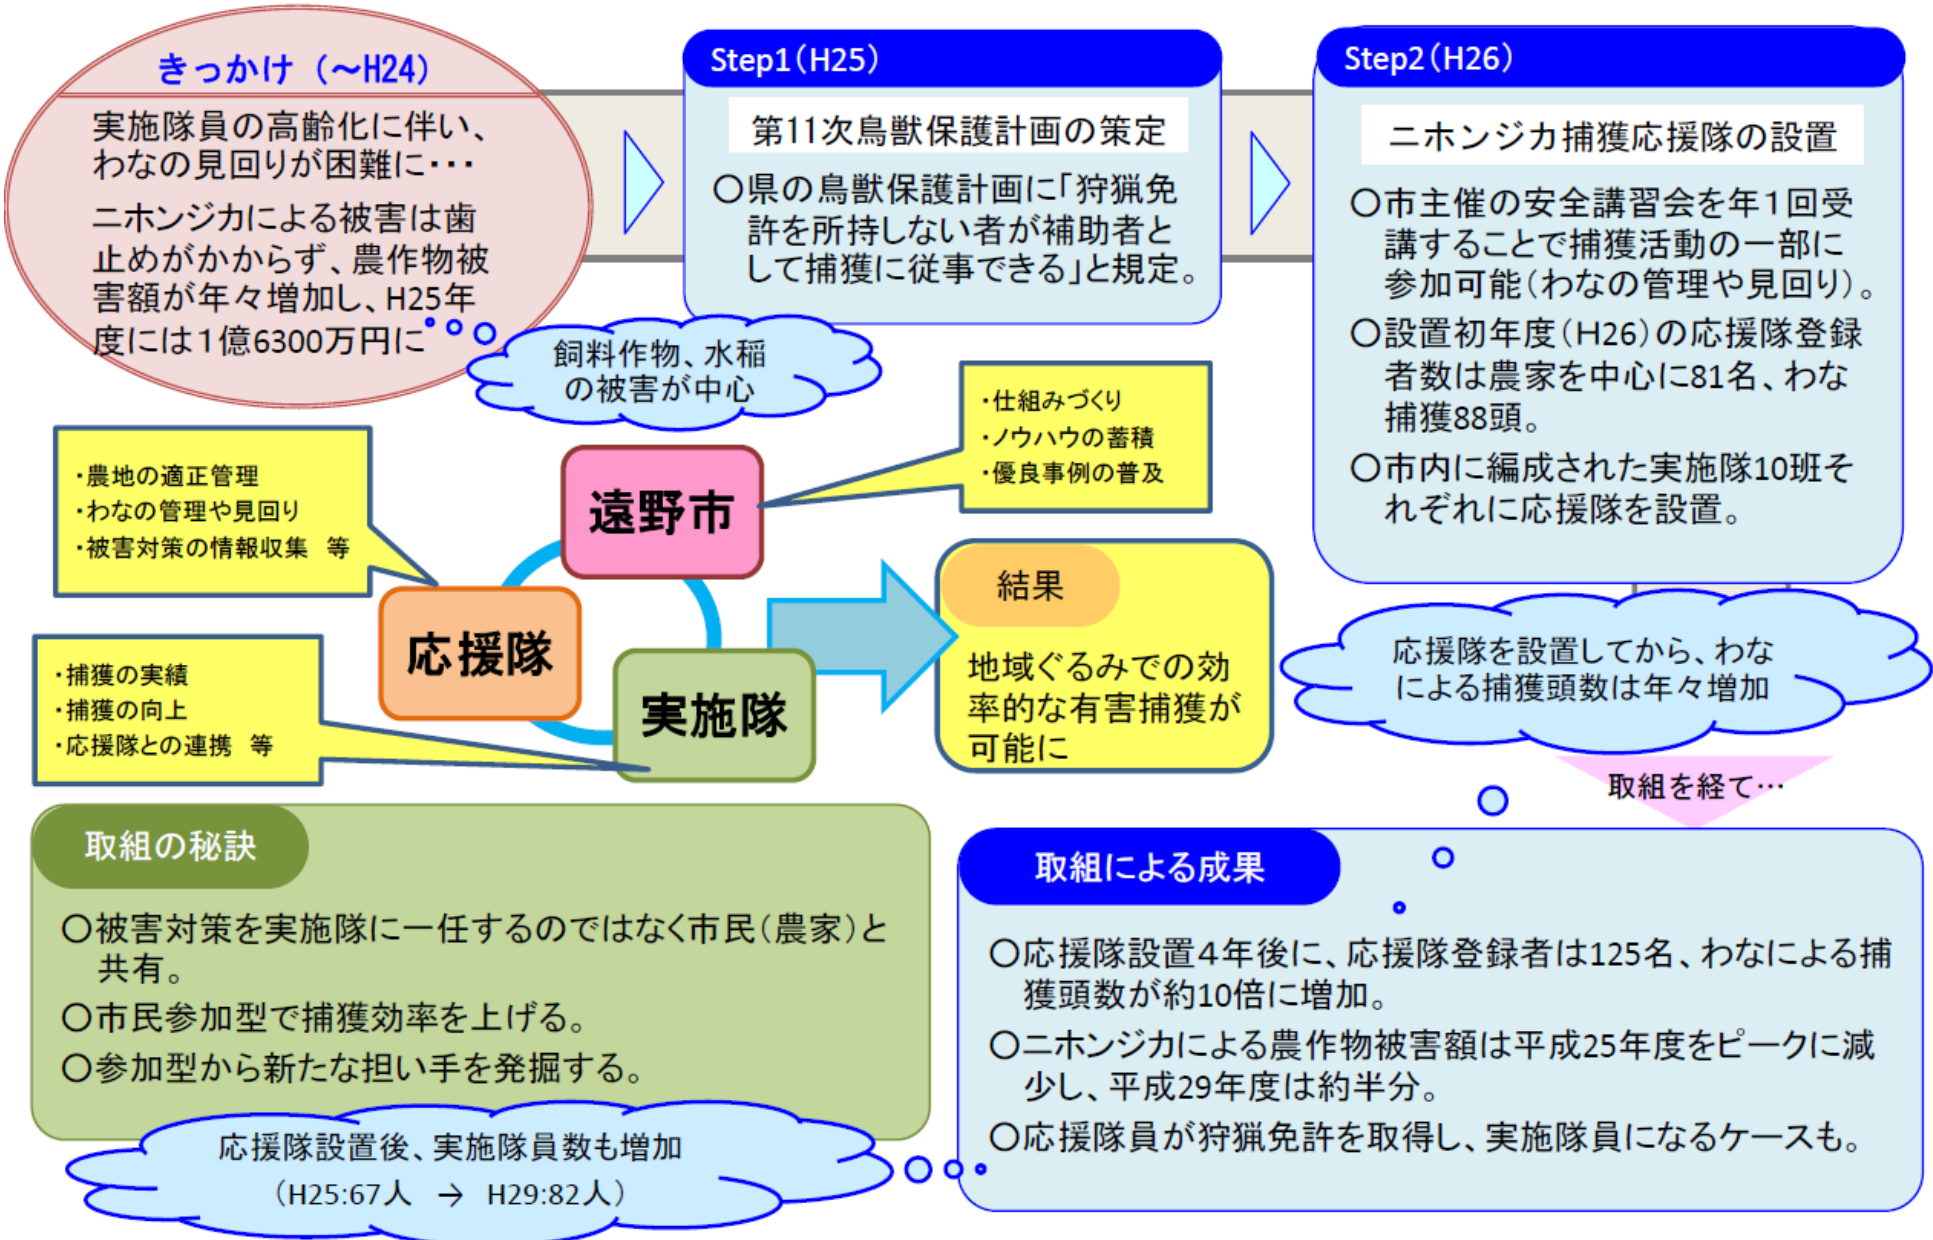 きっかけ（～H24）
実施隊員の高齢化に伴い、
わなの見回りが困難に・・・
ニホンジカによる被害は歯
止めがかからず、農作物被
害額が年々増加し、H25年
度には１億6300万円に
飼料作物、水稲
の被害が中心
Step1（H25）
第11次鳥獣保護計画の策定
○県の鳥獣保護計画に「狩猟免
許を所持しない者が補助者と
して捕獲に従事できる」と規定。
Step2（H26）
ニホンジカ捕獲応援隊の設置
○市主催の安全講習会を年１回受
講することで捕獲活動の一部に
参加可能（わなの管理や見回り）。
○設置初年度（H26）の応援隊登録
者数は農家を中心に81名、わな
捕獲88頭。
○市内に編成された実施隊10班そ
れぞれに応援隊を設置。
・農地の適正管理
・わなの管理や見回り
・被害対策の情報収集　等
・仕組みづくり
・ノウハウの蓄積
・優良事例の普及
遠野市
応援隊
実施隊
・捕獲の実績
・捕獲の向上
・応援隊との連携　等
結果
地域ぐるみでの効
率的な有害捕獲が
可能に
応援隊を設置してから、わな
による捕獲頭数は年々増加
取組を経て…
取組の秘訣
○被害対策を実施隊に一任するのではなく市民（農家）と
共有。
○市民参加型で捕獲効率を上げる。
○参加型から新たな担い手を発掘する。
応援隊設置後、実施隊員数も増加
（H25:67人　→　H29:82人）
取組による成果
○応援隊設置４年後に、応援隊登録者は125名、わなによる捕
獲頭数が約10倍に増加。
○ニホンジカによる農作物被害額は平成25年度をピークに減
少し、平成29年度は約半分。
○応援隊員が狩猟免許を取得し、実施隊員になるケースも。